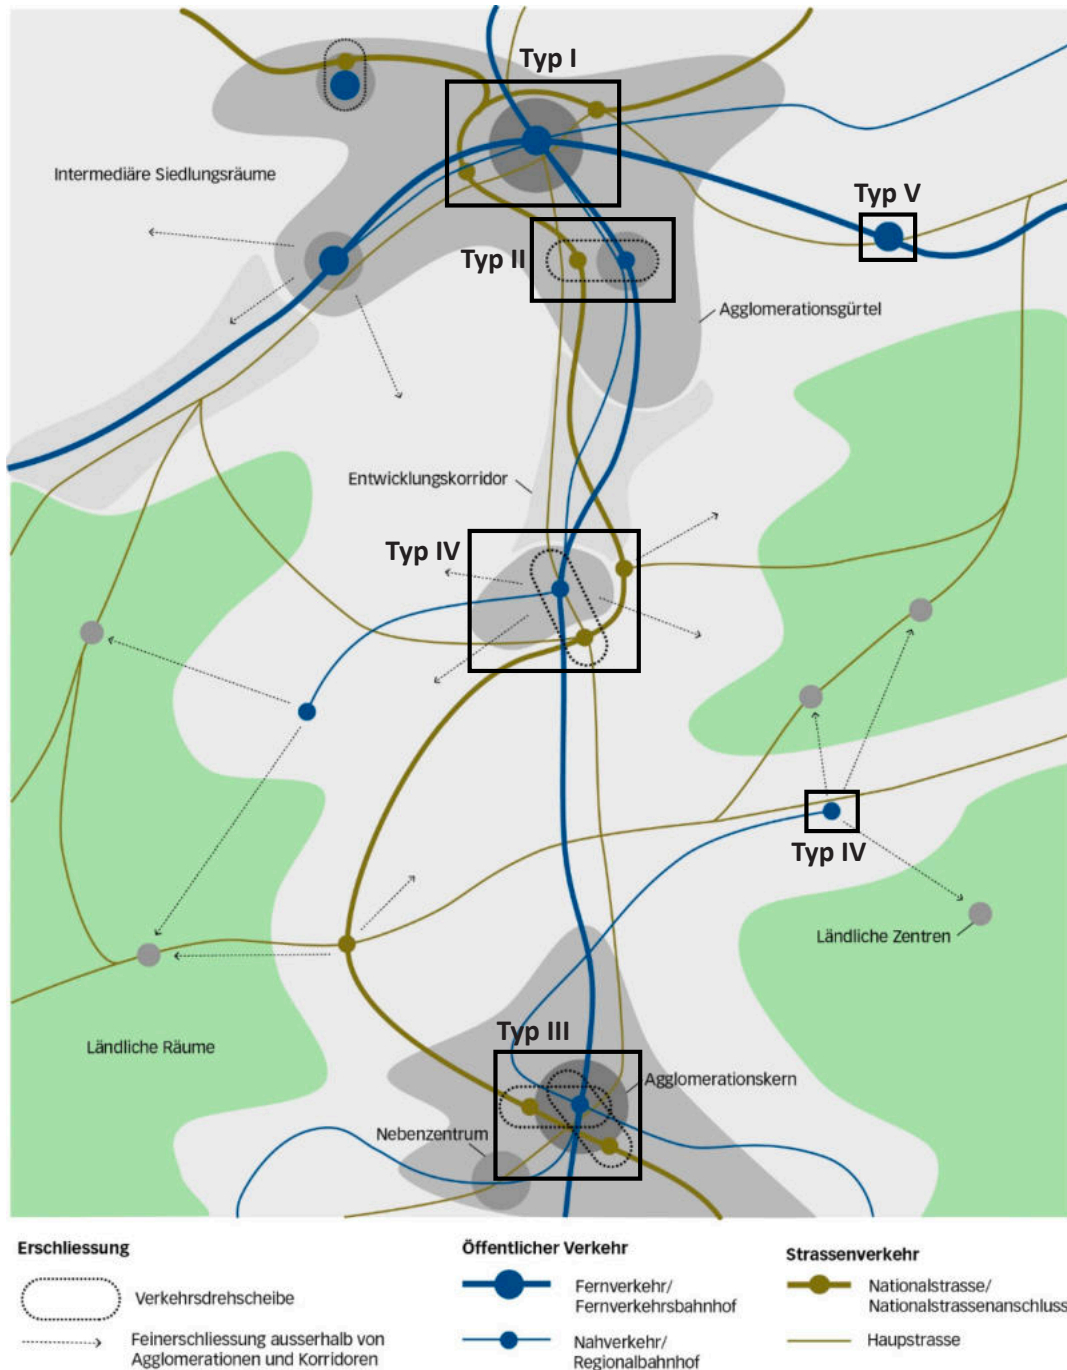 Typ I
Intermediäre Siedlungsräume
Typ V
Typ II
Agglomerationsgürtel
Entwicklungskorridor
Typ IV
Typ IV
Ländliche Zentren
Ländliche Räume
Typ III
Agglomerationskern
Nebenzentrum
Erschliessung
Verkehrsdrehscheibe
Feinerschliessung ausserhalb von
Agglomerationen und Korridoren
Öffentlicher Verkehr
Fernverkehr/
Fernverkehrsbahnhof
Nahverkehr/
Regionalbahnhof
Strassenverkehr
Nationalstrasse/
Nationalstrassenanschluss
Haupstrasse